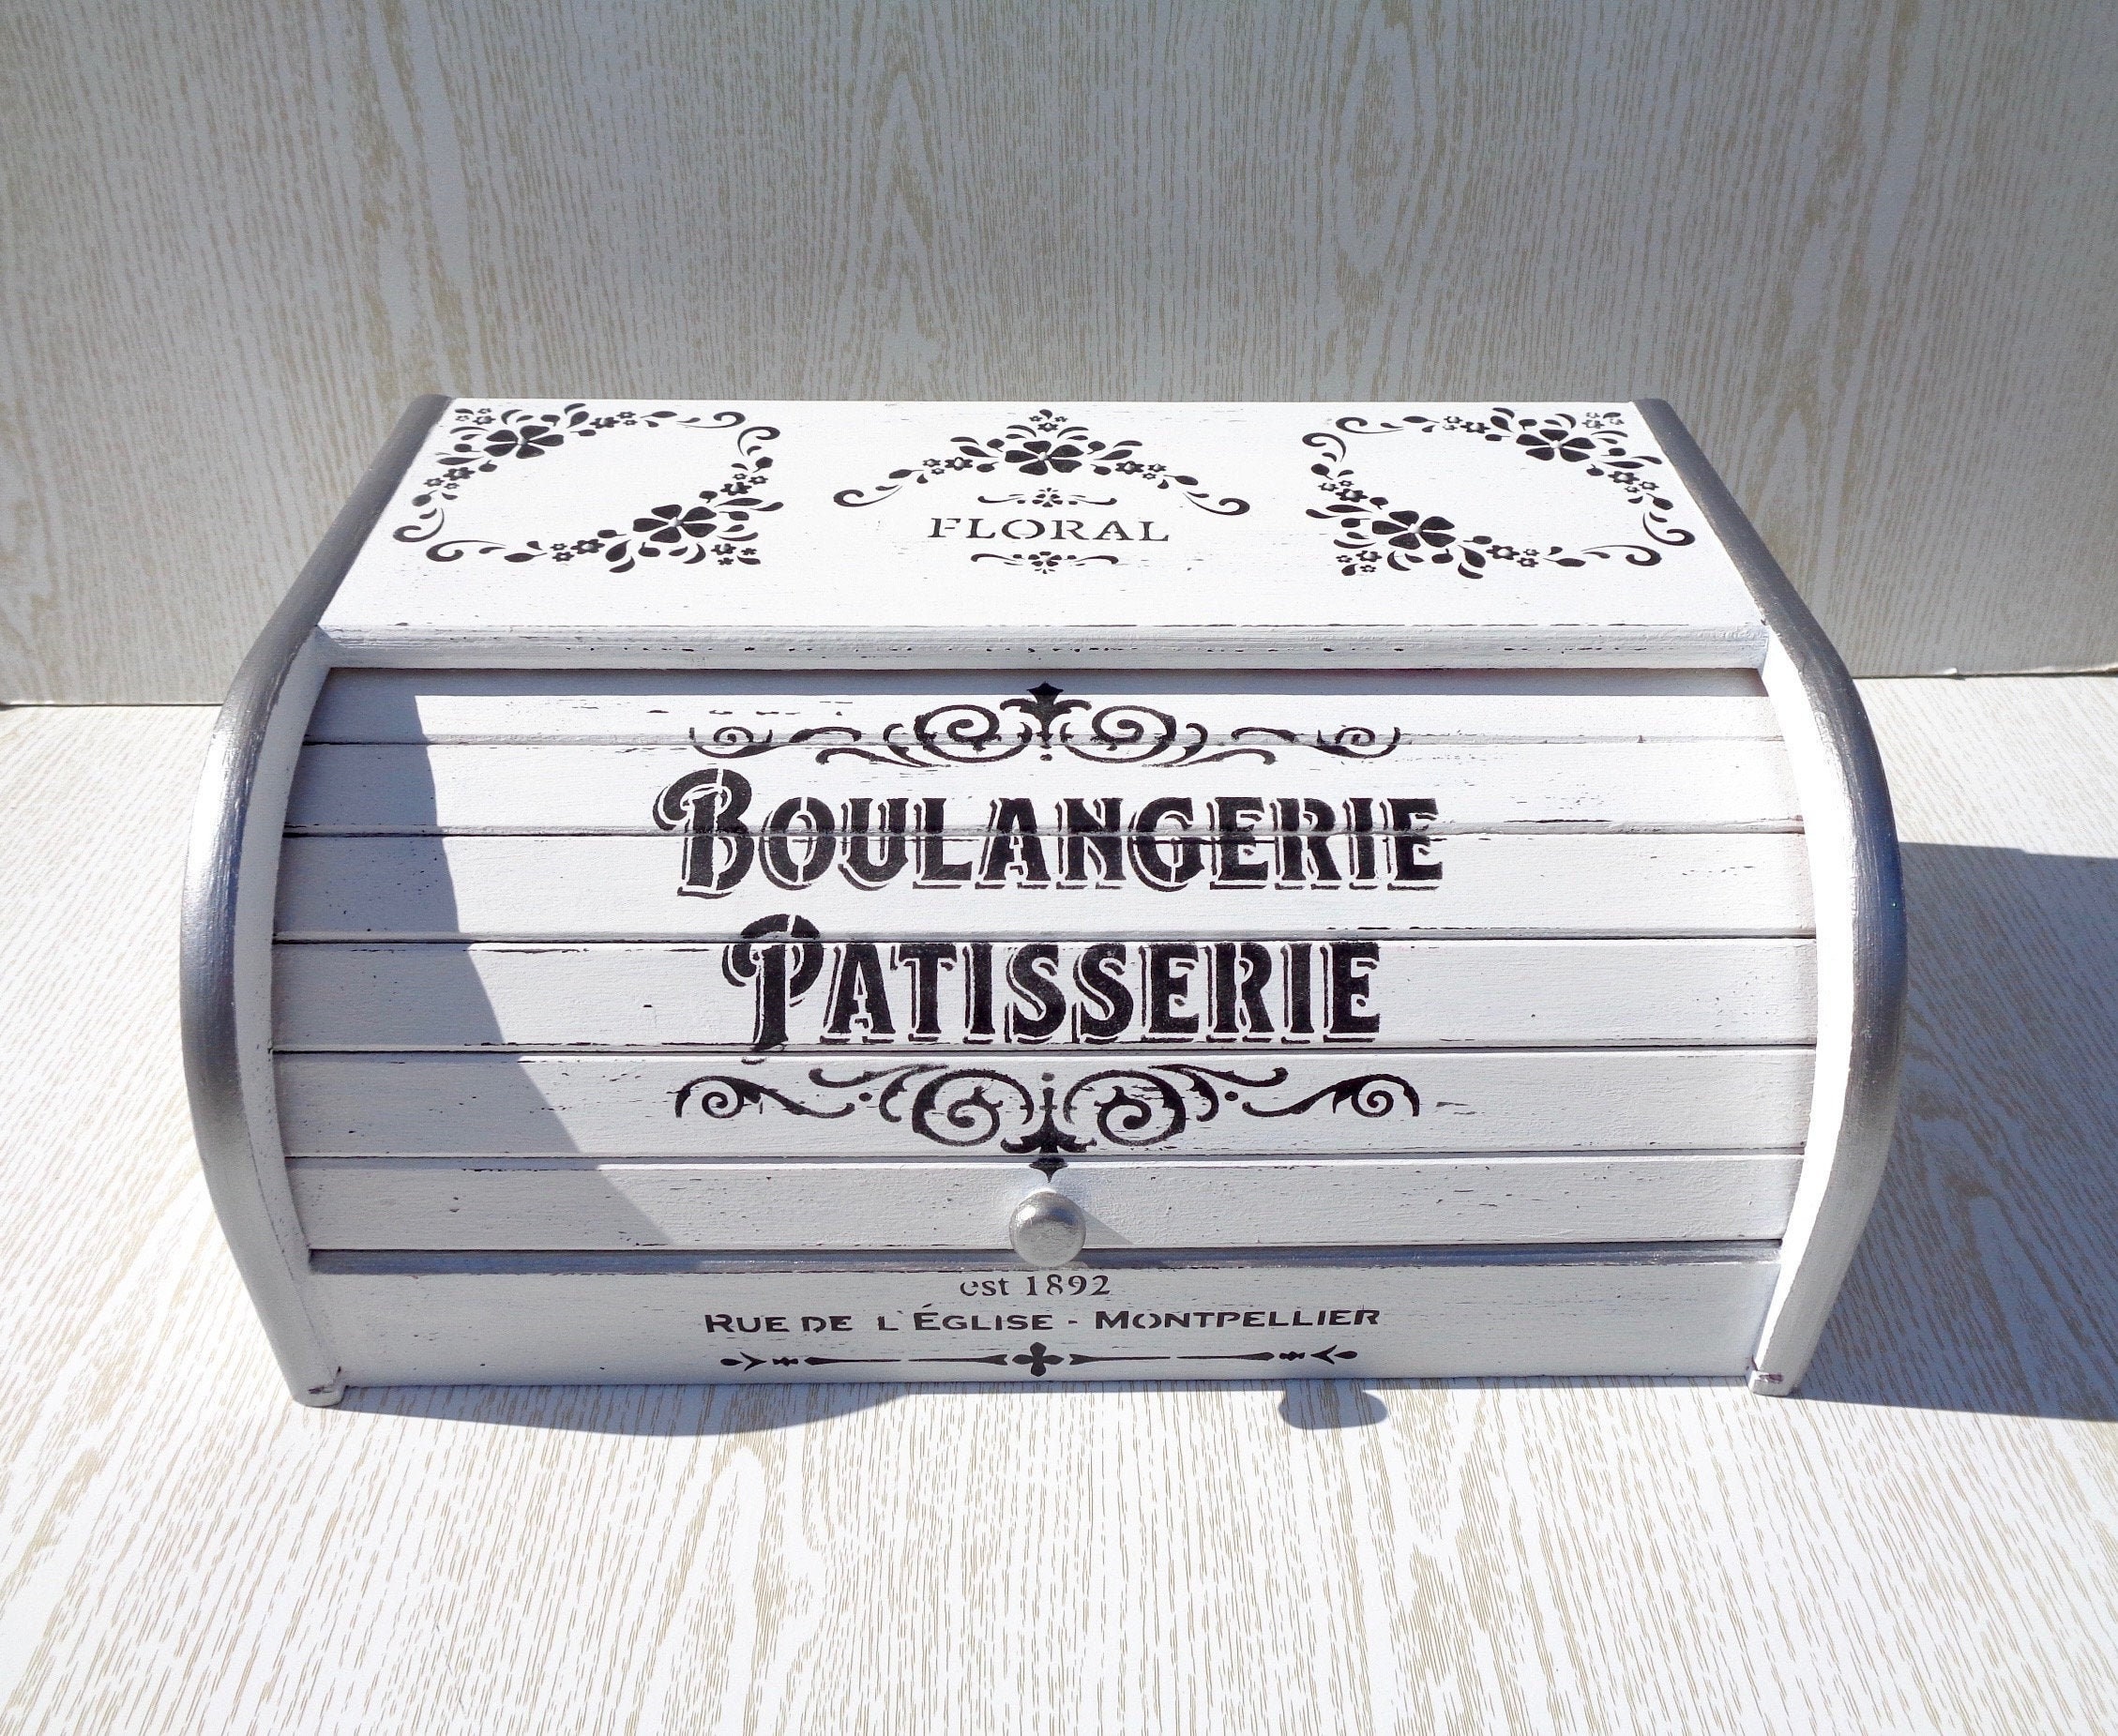 FLORAL
BOULANGERIE
PATISSERIE
est 1892
RUE DE L'ÉGLISE - MONTPELLIER